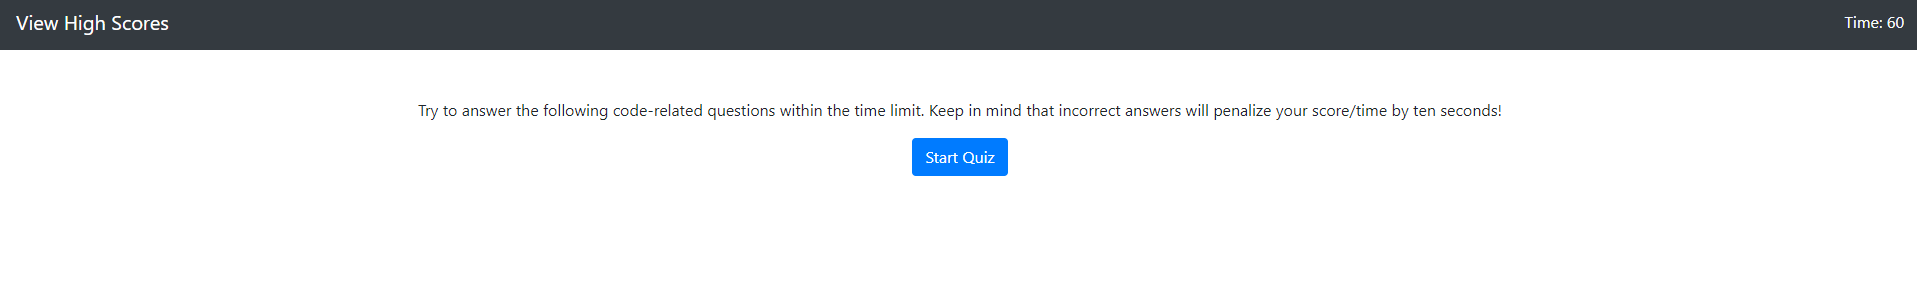 View High Scores
Time: 60
Try to answer the following code-related questions within the time limit. Keep in mind that incorrect answers will penalize your score/time by ten seconds!
Start Quiz